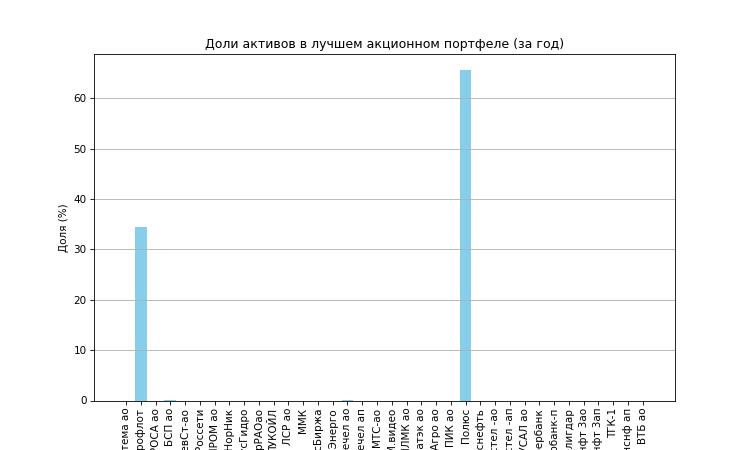 Доли активов в лучшем акционном портфеле (за год)
Доля (%)
60
50
40
30
20
10
0
тема ао
рофлот
РОСА ао
БСП ао
евСт-ао
Россети
ПРОМ ао
НорНик
сГидро
рРАОао
ЛУКОЙЛ
ЛСР ао
ММК
сБиржа
Энерго
ечел ао
ечел ап
МТС-ао
М.видео
ЛМК ао
атэк ао
Агро ао
ПИК ао
Полюс
снефть
стел -ао
стел -ап
УСАЛ ао
ербанк
рбанк-п
лигдар
нфт 3ао
нфт 3ап
ТГК-1
нснф ап
ВТБ ао